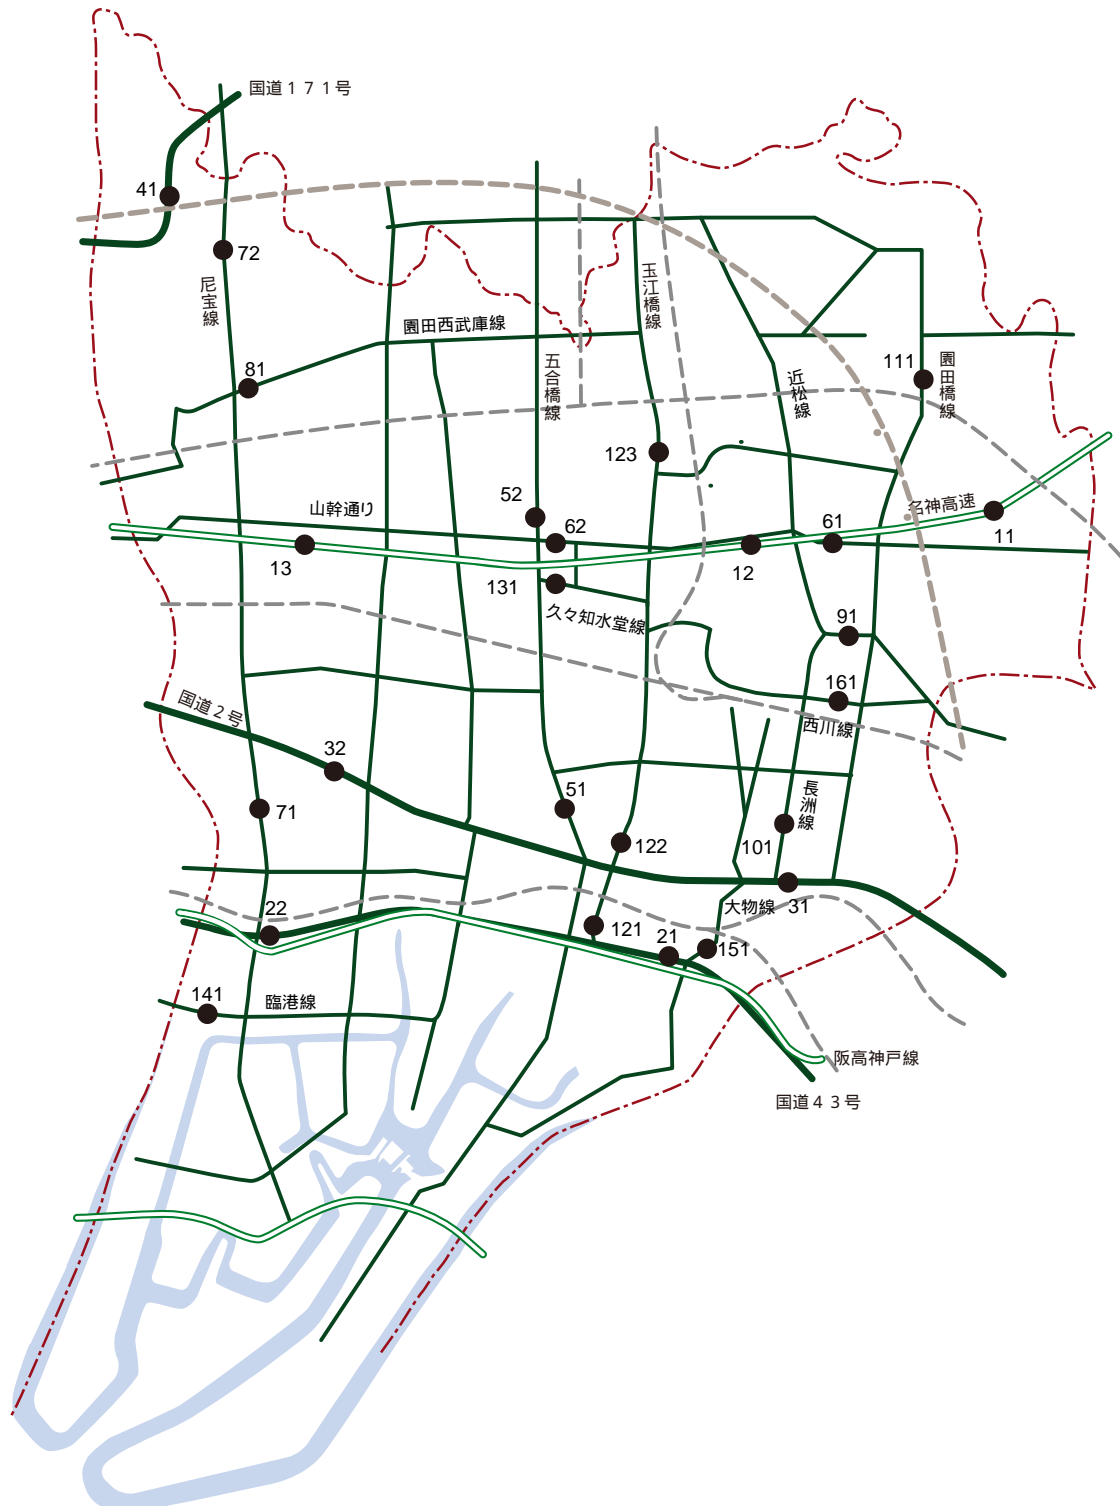 国道１７１号
41
72
尼宝線
玉江橋線
園田西武庫線
81
五合橋線
近松線
111
園田橋線
123
52
山幹通り
62
61
名神高速
11
13
12
131
久々知水堂線
91
161
国道２号
西川線
32
51
長洲線
71
122
101
22
大物線
31
121
21
151
141
臨港線
阪高神戸線
国道４３号